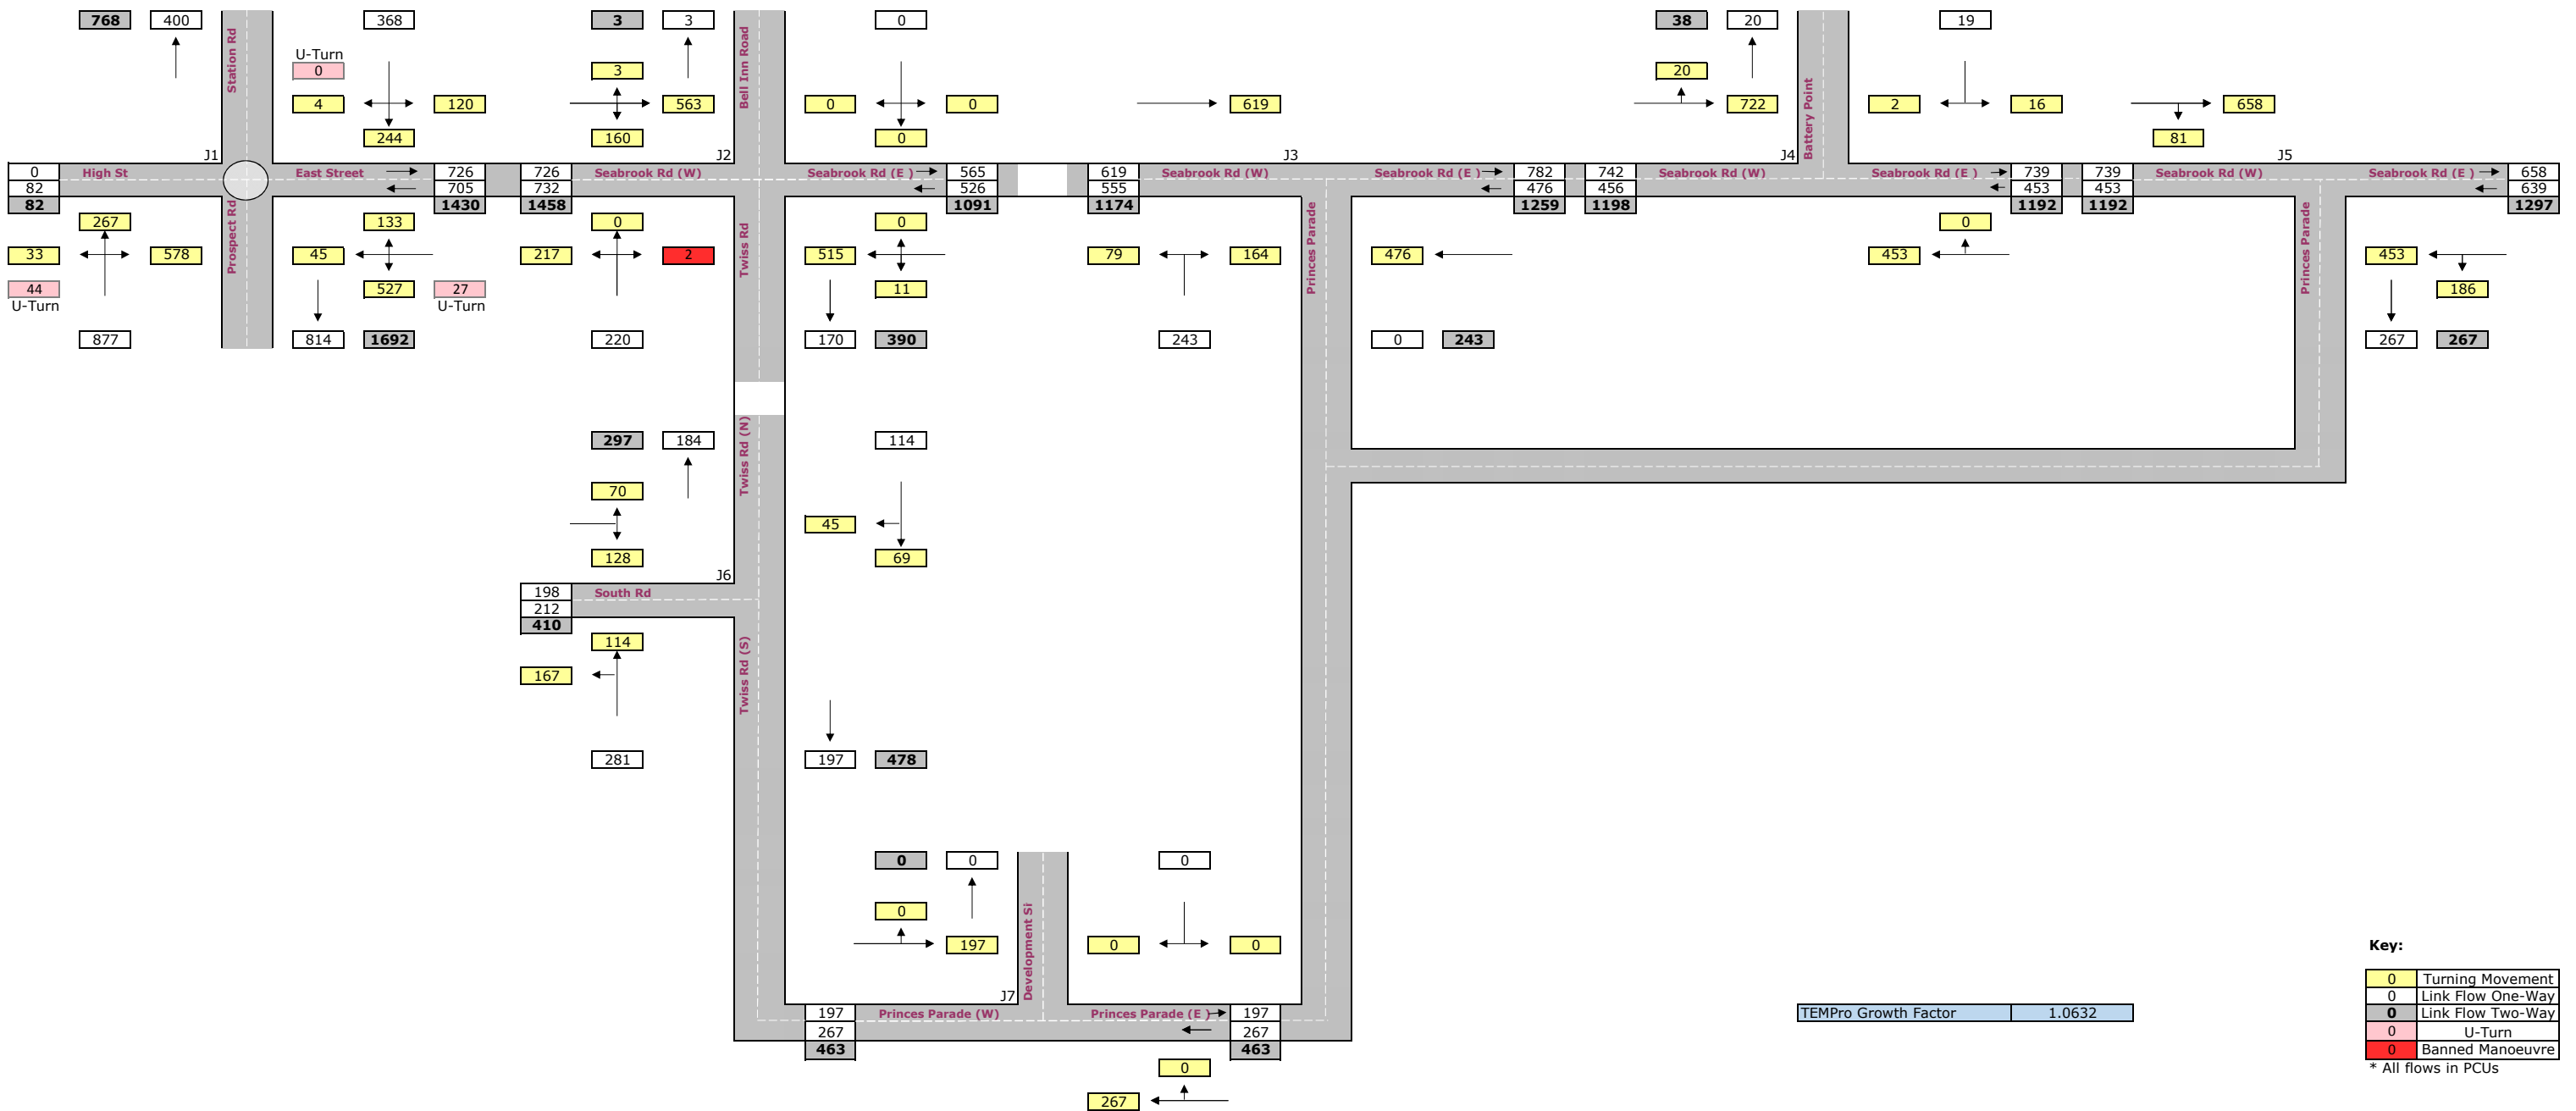 768 400 368 3 3 0 38 20 19
U-Turn
0 3 20
4 120 563 0 0 619 722 2 16 658
244 160 0 81
J1 J2 J3 J4 J5
0 High St East Street 726 726 Seabrook Rd (W) Seabrook Rd (E ) 565 619 Seabrook Rd (W) Seabrook Rd (E ) 782 742 Seabrook Rd (W) Seabrook Rd (E ) 739 739 Seabrook Rd (W) Seabrook Rd (E ) 658
82 705 732 526 555 476 456 453 453 639
82 1430 1458 1091 1174 1259 1198 1192 1192 1297
Station Rd
Prospect Rd
Bell Inn Road
Twiss Rd
Princes Parade
Battery Point
Princes Parade
267 133 0 0 0
33 578 45 217 2 515 79 164 476 453 453
44 527 27 11 186
U-Turn U-Turn
877 814 1692 220 170 390 243 0 243 267 267
297 184 Twiss Rd (N) 114
70
45
128 69
J6
198 South Rd
212
410
114
167
Twiss Rd (S)
281 197 478
0 0 0
0
197 0 0
Development Si
J7
197 Princes Parade (W) Princes Parade (E ) 197
267 267
463 463
0
267
TEMPro Growth Factor 1.0632
Key:
0 Turning Movement
0 Link Flow One-Way
0 Link Flow Two-Way
0 U-Turn
0 Banned Manoeuvre
* All flows in PCUs